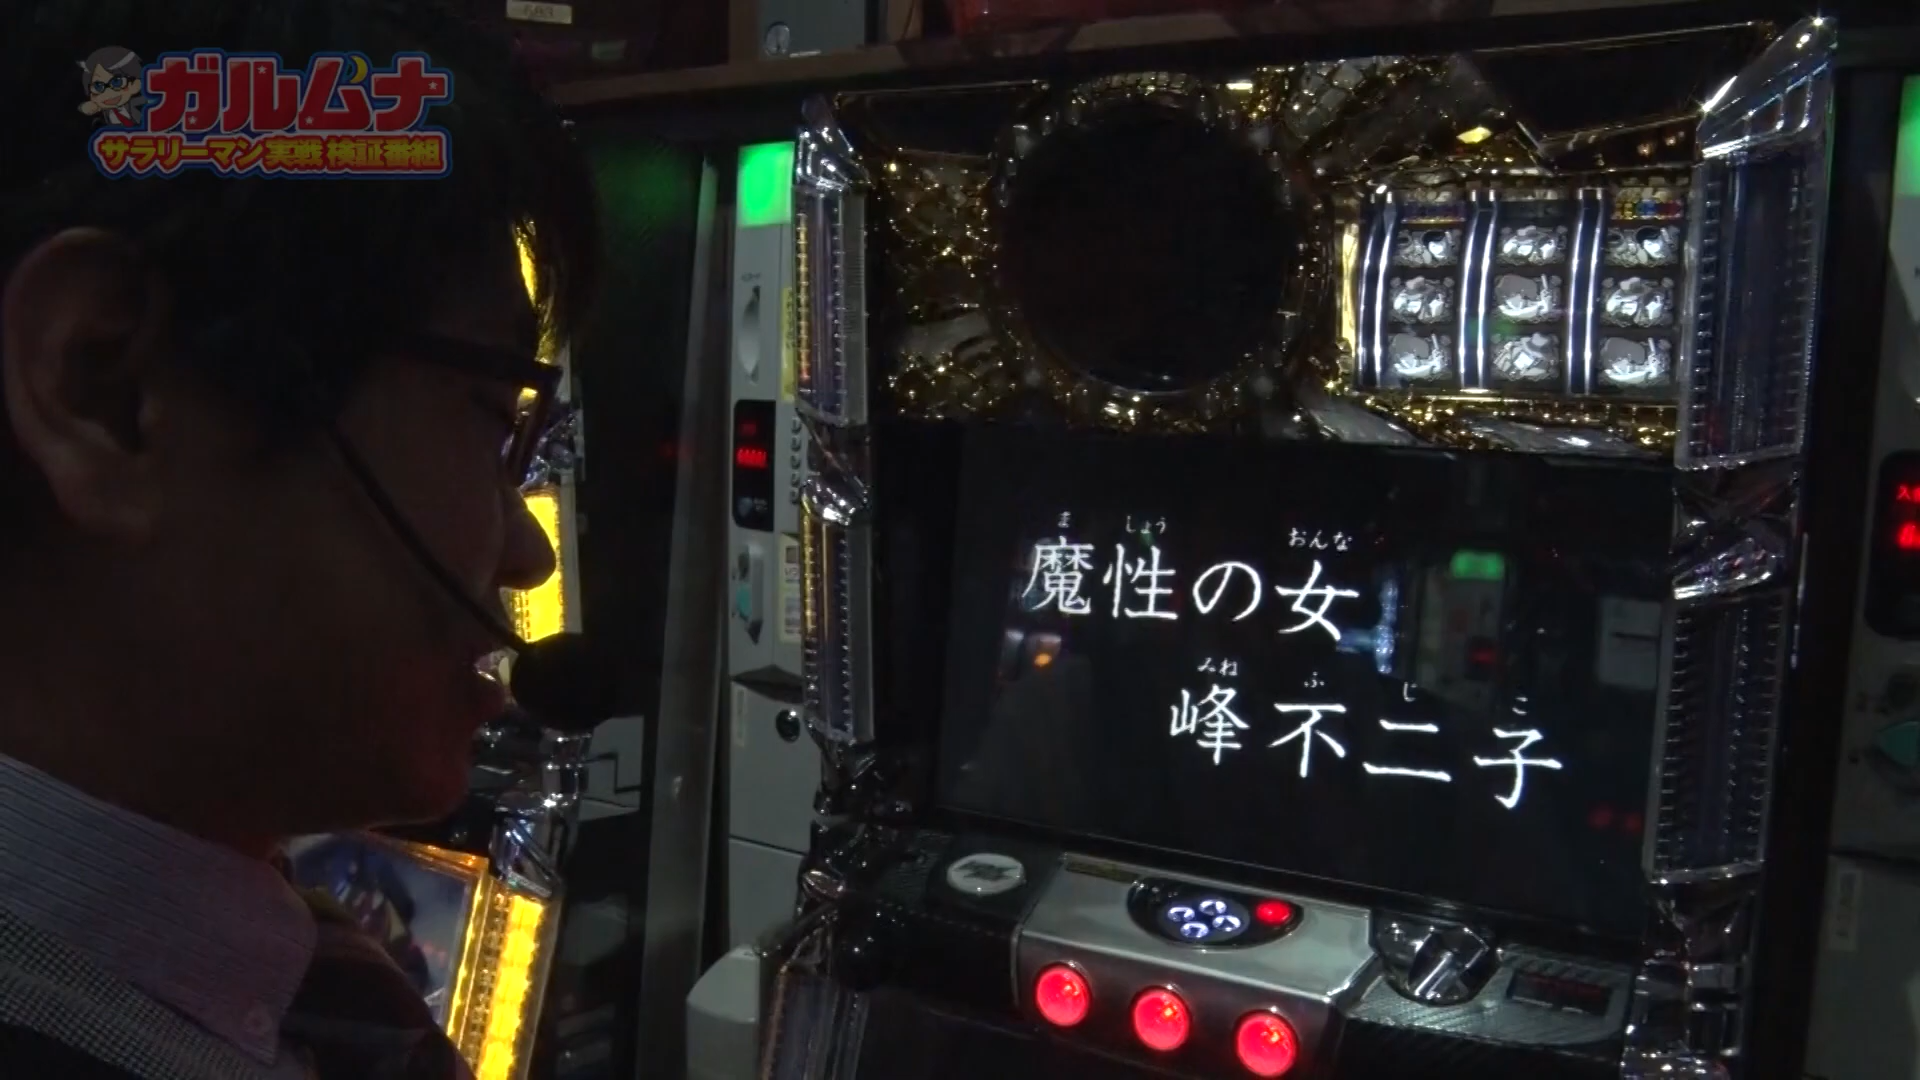 ガルムナ
サラリーマン実戦検証番組
ま しょう おんな
魔性の女
みね ふ じ こ
峰不二子